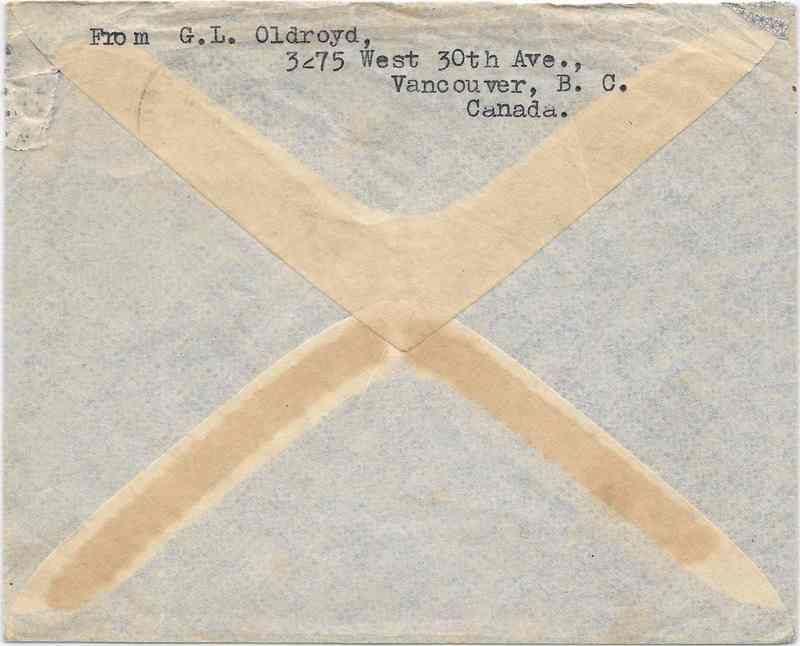 From G.L. Oldroyd,
3275 West 30th Ave.,
Vancouver, B. C.
Canada.